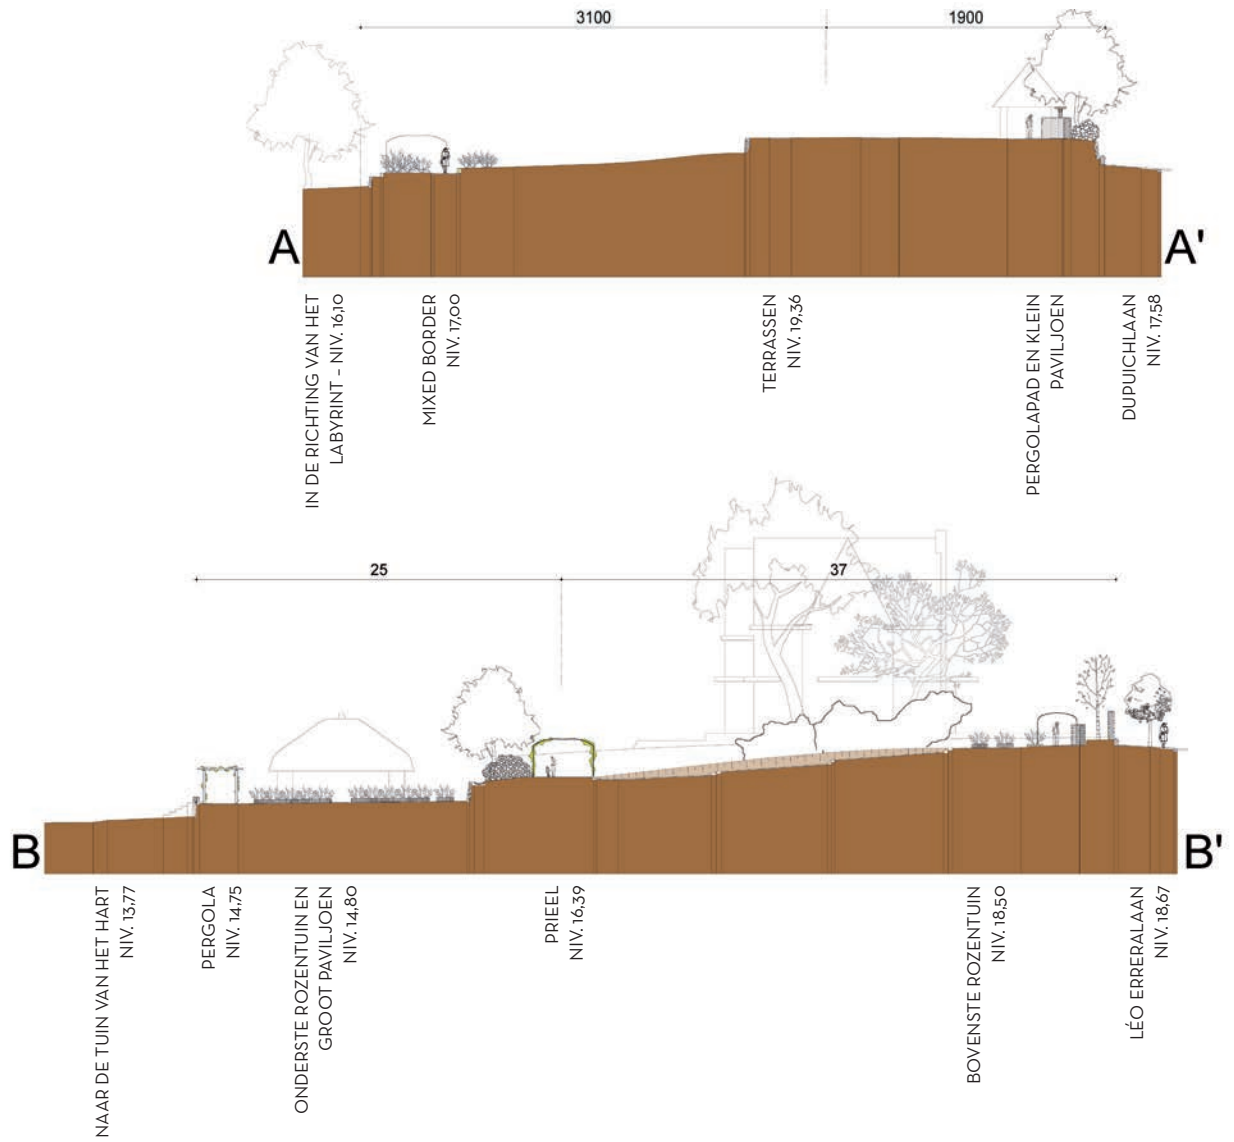 3100
1900
A
A'
IN DE RICHTING VAN HET
LABYRINT - NIV. 16,10
MIXED BORDER
NIV. 17,00
TERRASSEN
NIV. 19,36
PERGOLAPAD EN KLEIN
PAVILJOEN
DUPUICHLAAN
NIV. 17,58
25
37
B
B'
NAAR DE TUIN VAN HET HART
NIV. 13,77
PERGOLA
NIV. 14,75
ONDERSTE ROZENTUIN EN
GROOT PAVILJOEN
NIV. 14,80
PRIEEL
NIV. 16,39
BOVENSTE ROZENTUIN
NIV. 18,50
LÉO ERRERALAAN
NIV. 18,67